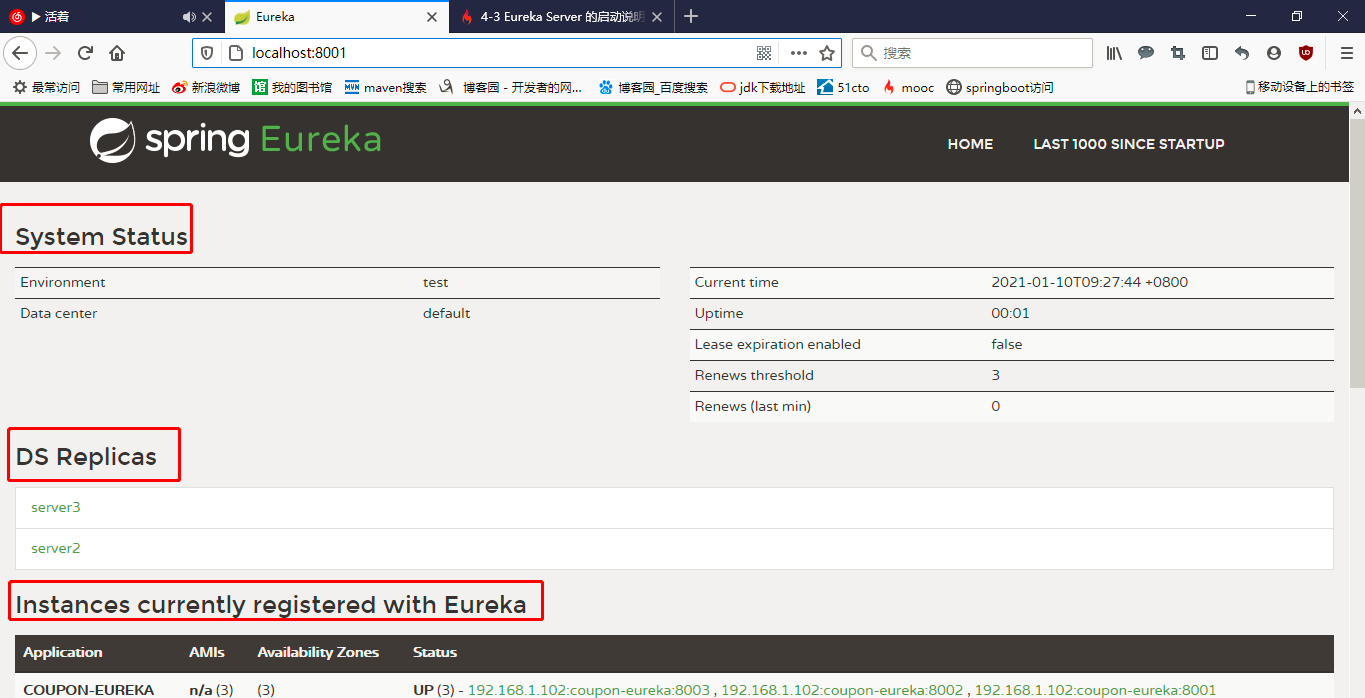 活着
Eureka
4-3 Eureka Server 的启动说明
localhost:8001
搜索
最常访问 常用网址 新浪微博 我的图书馆 maven搜索 博客园 - 开发者的网... 博客园_百度搜索 jdk下载地址 51cto mooc springboot访问 移动设备上的书签
spring Eureka
HOME LAST 1000 SINCE STARTUP
System Status
Environment test
Data center default
Current time 2021-01-10T09:27:44 +0800
Uptime 00:01
Lease expiration enabled false
Renews threshold 3
Renews (last min) 0
DS Replicas
server3
server2
Instances currently registered with Eureka
Application AMIs Availability Zones Status
COUPON-EUREKA n/a (3) (3) UP (3) - 192.168.1.102:coupon-eureka:8003 , 192.168.1.102:coupon-eureka:8002 , 192.168.1.102:coupon-eureka:8001